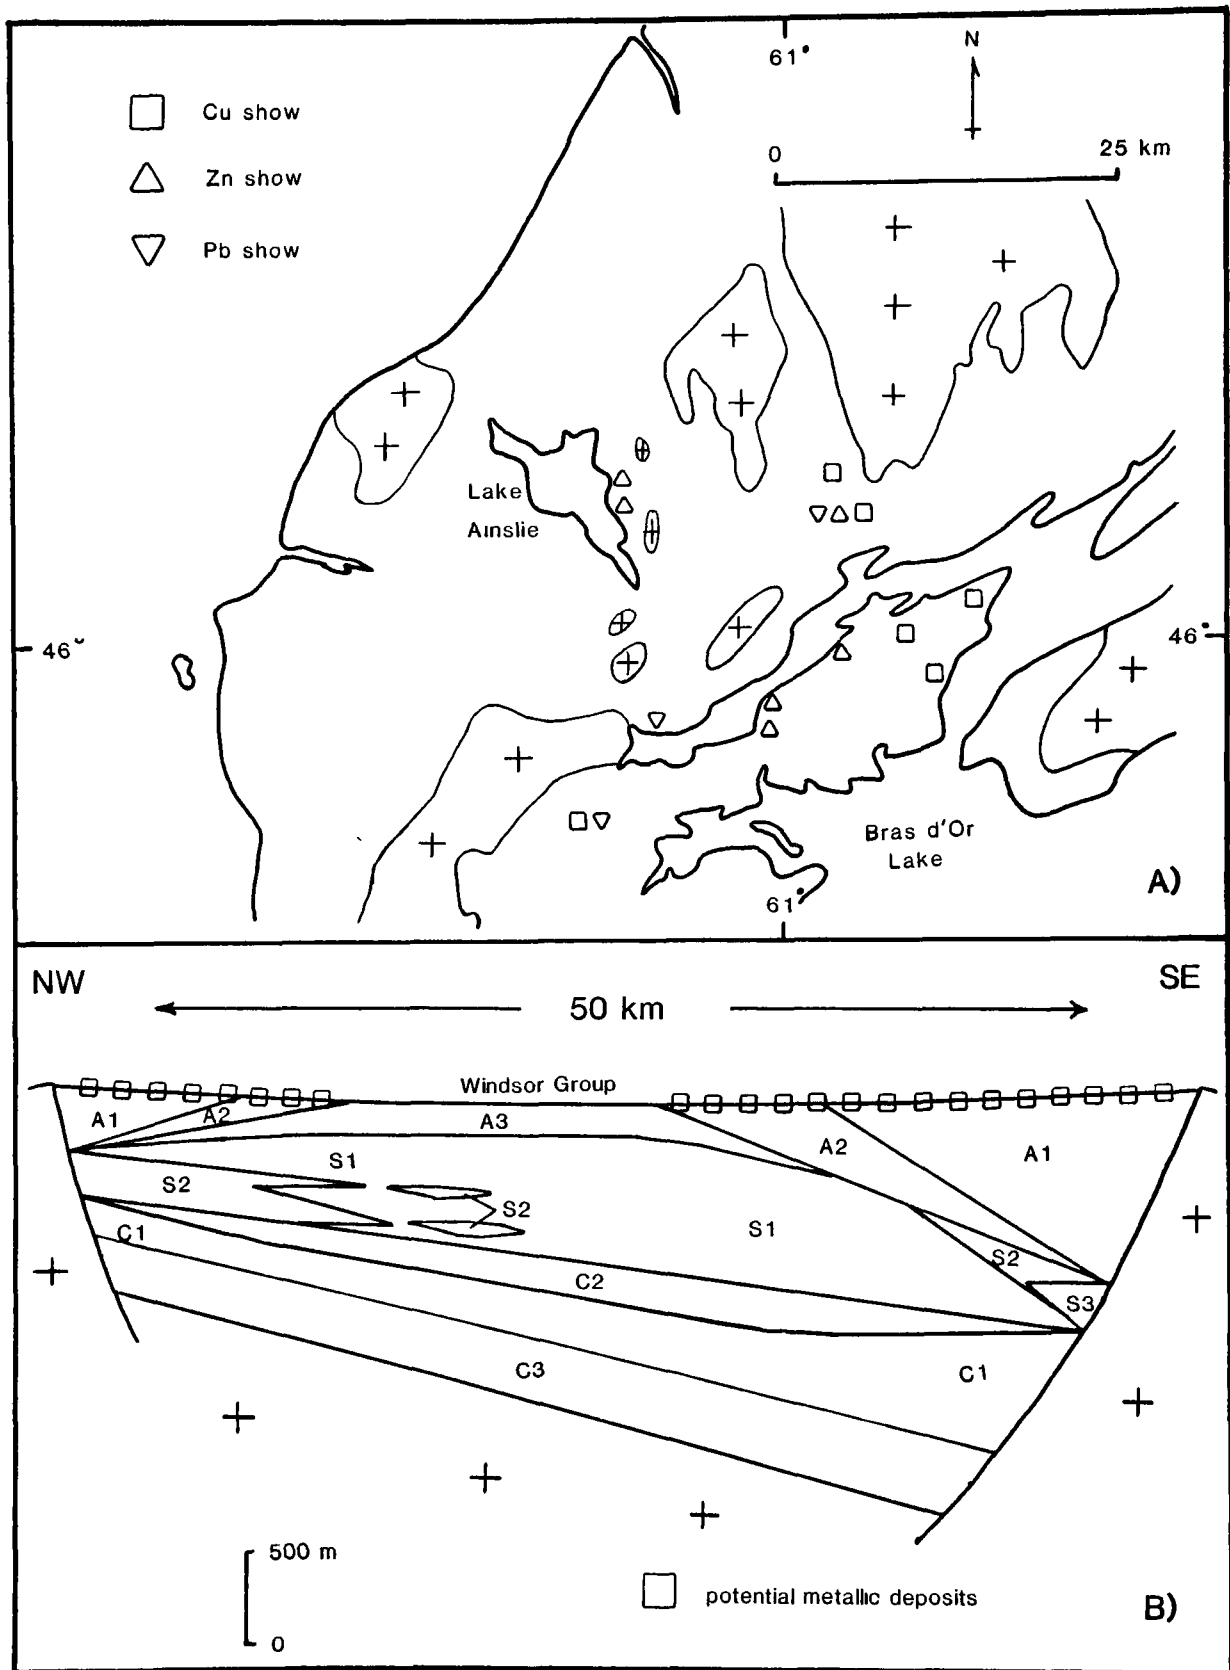 61°
N
Cu show
Zn show
Pb show
0 25 km
Lake
Ainslie
46° 46°
Bras d'Or
Lake
61°
A)
NW SE
50 km
Windsor Group
A1 A2 A3 A2 A1
S1
S2 S2 S1
S2
S3
C1
C2
C3 C1
500 m
0
potential metallic deposits
B)